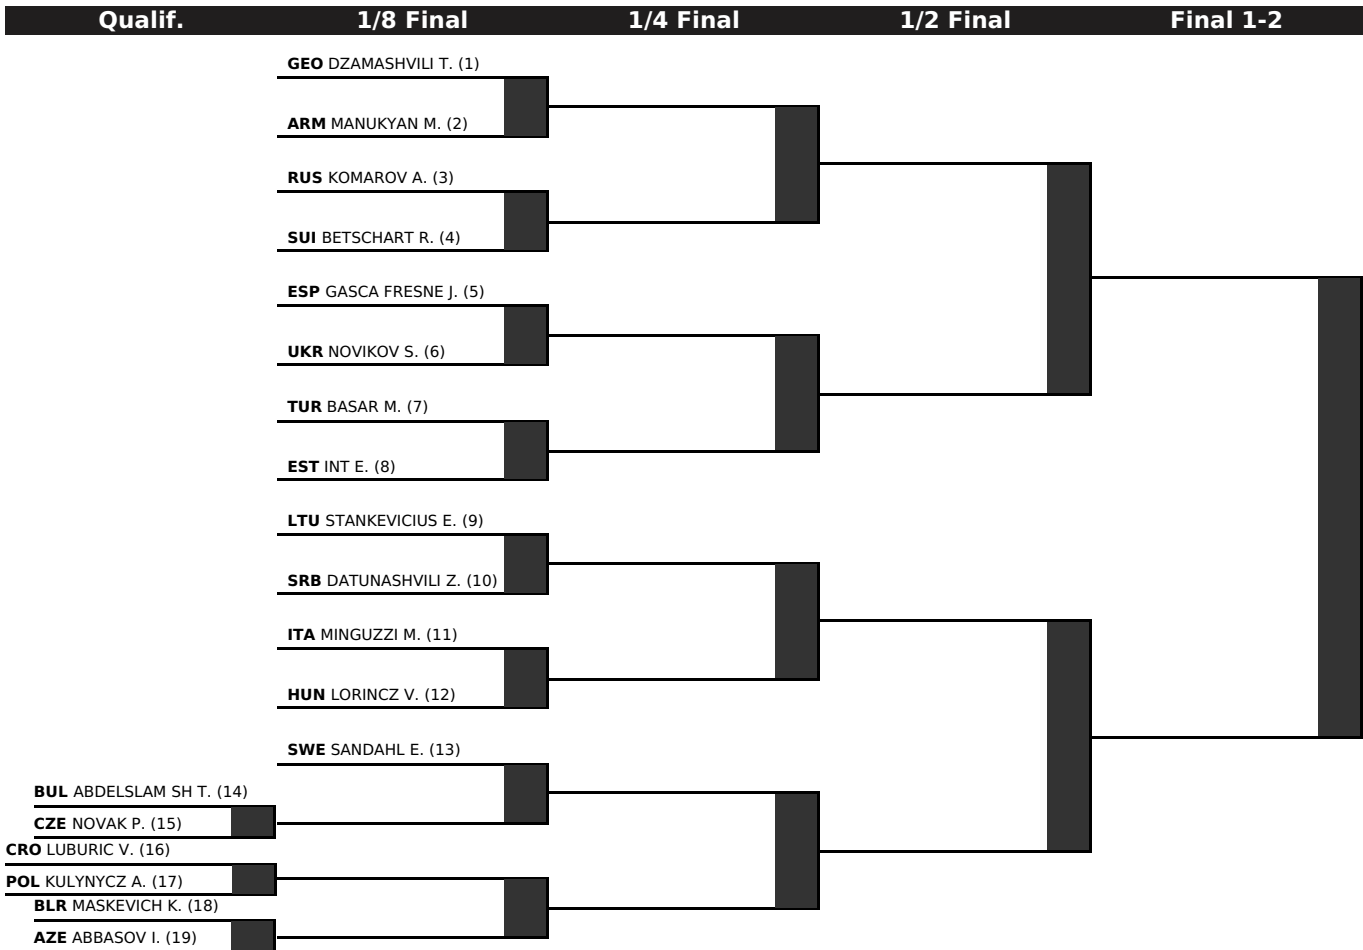 Qualif. 1/8 Final 1/4 Final 1/2 Final Final 1-2
GEO DZAMASHVILI T. (1)
ARM MANUKYAN M. (2)
RUS KOMAROV A. (3)
SUI BETSCHART R. (4)
ESP GASCA FRESNE J. (5)
UKR NOVIKOV S. (6)
TUR BASAR M. (7)
EST INT E. (8)
LTU STANKEVICIUS E. (9)
SRB DATUNASHVILI Z. (10)
ITA MINGUZZI M. (11)
HUN LORINCZ V. (12)
SWE SANDAHL E. (13)
BUL ABDELSLAM SH T. (14)
CZE NOVAK P. (15)
CRO LUBURIC V. (16)
POL KULYNYCZ A. (17)
BLR MASKEVICH K. (18)
AZE ABBASOV I. (19)